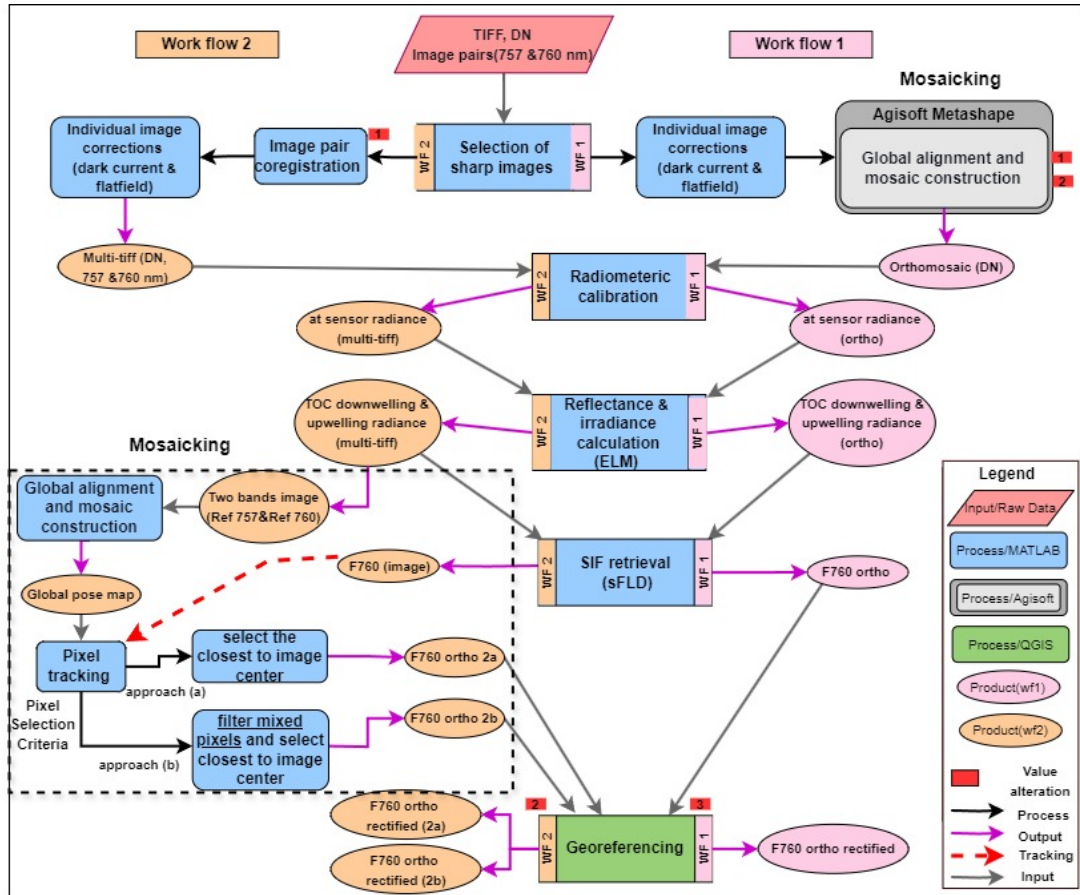 Work flow 2
TIFF, DN
Image pairs(757 &760 nm)
Work flow 1
Mosaicking
Agisoft Metashape
Global alignment and
mosaic construction
1
2
Individual image
corrections
(dark current &
flatfield)
Image pair
coregistration
1
WF 2
Selection of
sharp images
WF 1
Individual image
corrections
(dark current &
flatfield)
Multi-tiff (DN,
757 &760 nm)
WF 2
Radiometeric
calibration
WF 1
Orthomosaic (DN)
at sensor radiance
(multi-tiff)
at sensor radiance
(ortho)
TOC downwelling &
upwelling radiance
(multi-tiff)
WF 2
Reflectance &
irradiance
calculation
(ELM)
WF 1
TOC downwelling &
upwelling radiance
(ortho)
Mosaicking
Global alignment
and mosaic
construction
Two bands image
(Ref 757&Ref 760)
Global pose map
F760 (image)
WF 2
SIF retrieval
(sFLD)
WF 1
F760 ortho
Pixel
tracking
Pixel
Selection
Criteria
approach (a)
select the
closest to image
center
F760 ortho 2a
approach (b)
filter mixed
pixels and select
closest to image
center
F760 ortho 2b
F760 ortho
rectified (2a)
F760 ortho
rectified (2b)
2
WF 2
Georeferencing
3
WF 1
F760 ortho rectified
Legend
Input/Raw Data
Process/MATLAB
Process/Agisoft
Process/QGIS
Product(wf1)
Product(wf2)
Value
alteration
Process
Output
Tracking
Input